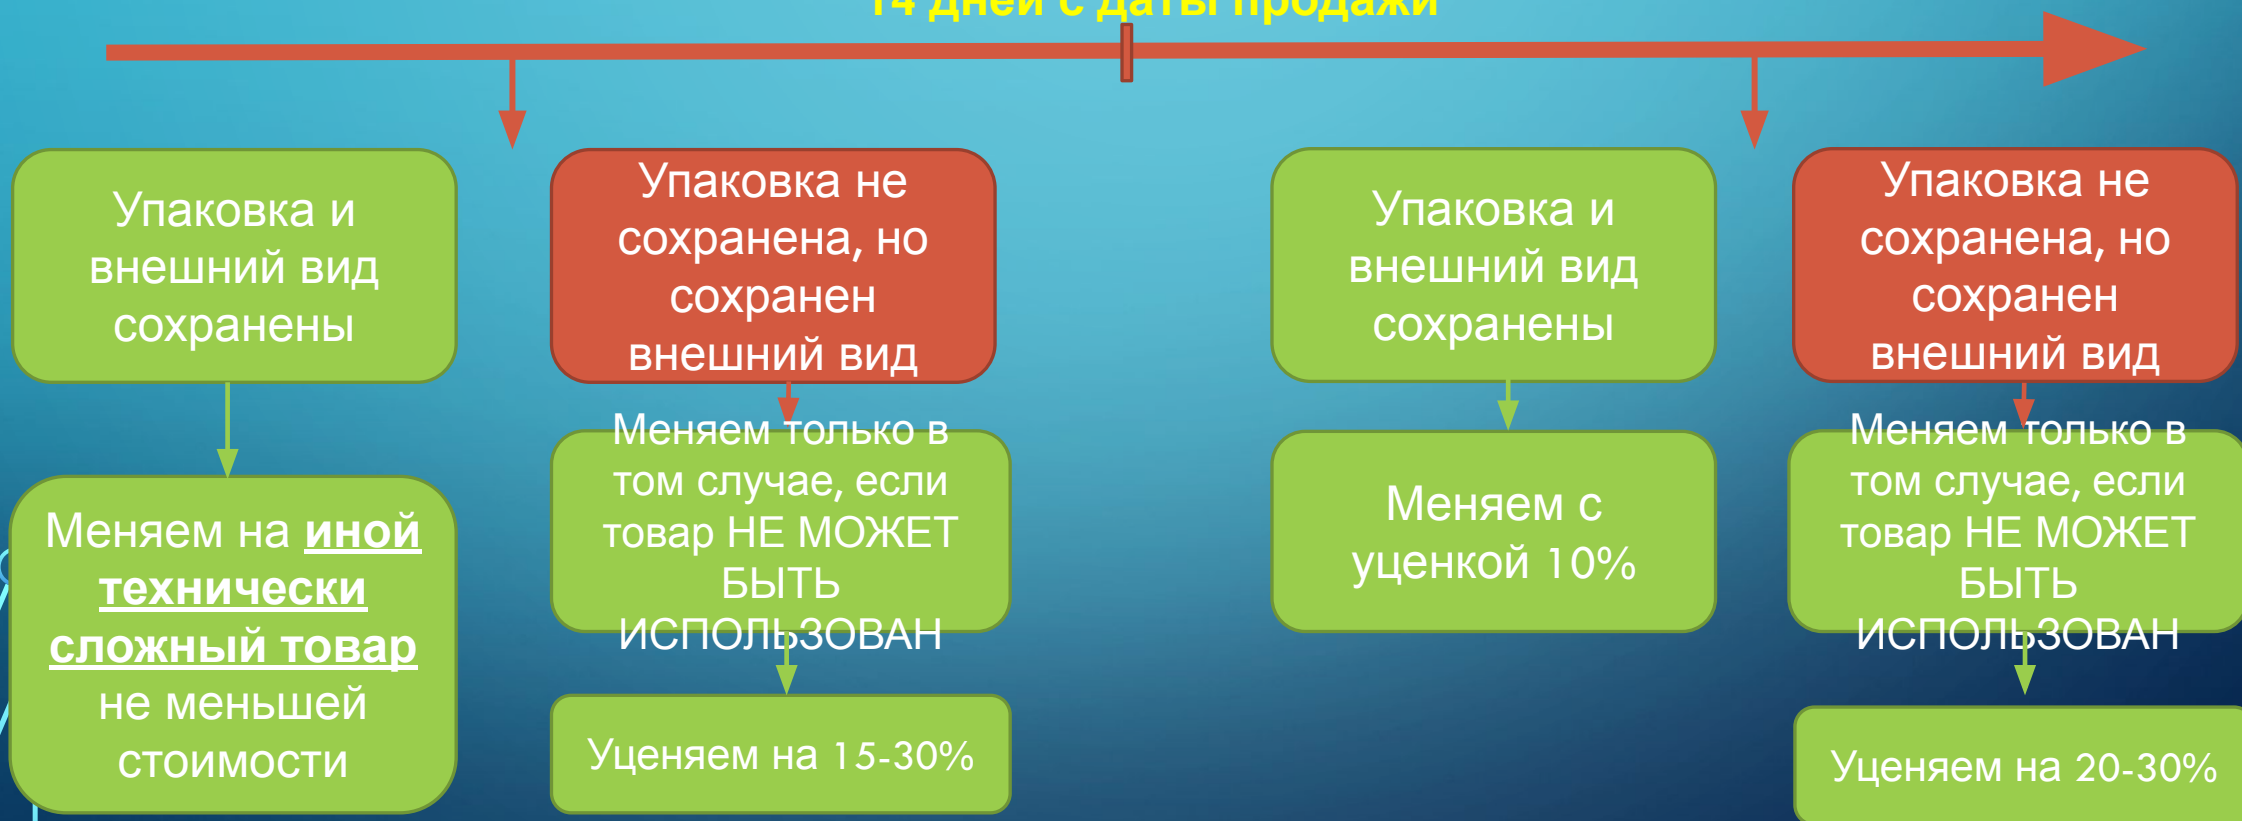 14 дней с даты продажи
Упаковка и
внешний вид
сохранены
Меняем на иной
технически
сложный товар
не меньшей
стоимости
Упаковка не
сохранена, но
сохранен
внешний вид
Меняем только в
том случае, если
товар НЕ МОЖЕТ
БЫТЬ
ИСПОЛЬЗОВАН
Уценяем на 15-30%
Упаковка и
внешний вид
сохранены
Меняем с
уценкой 10%
Упаковка не
сохранена, но
сохранен
внешний вид
Меняем только в
том случае, если
товар НЕ МОЖЕТ
БЫТЬ
ИСПОЛЬЗОВАН
Уценяем на 20-30%